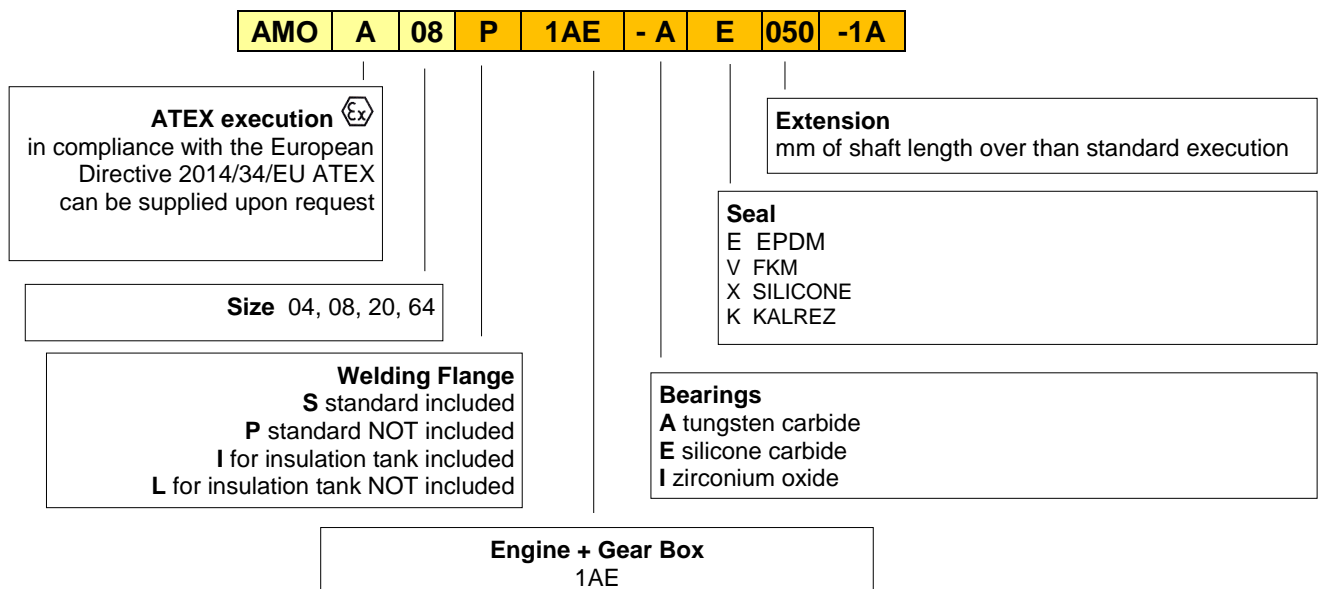 AMO A 08 P 1AE - A E 050 -1A
ATEX execution Ex
in compliance with the European
Directive 2014/34/EU ATEX
can be supplied upon request
Extension
mm of shaft length over than standard execution
Seal
E EPDM
V FKM
X SILICONE
K KALREZ
Size 04, 08, 20, 64
Welding Flange
S standard included
P standard NOT included
I for insulation tank included
L for insulation tank NOT included
Bearings
A tungsten carbide
E silicone carbide
I zirconium oxide
Engine + Gear Box
1AE